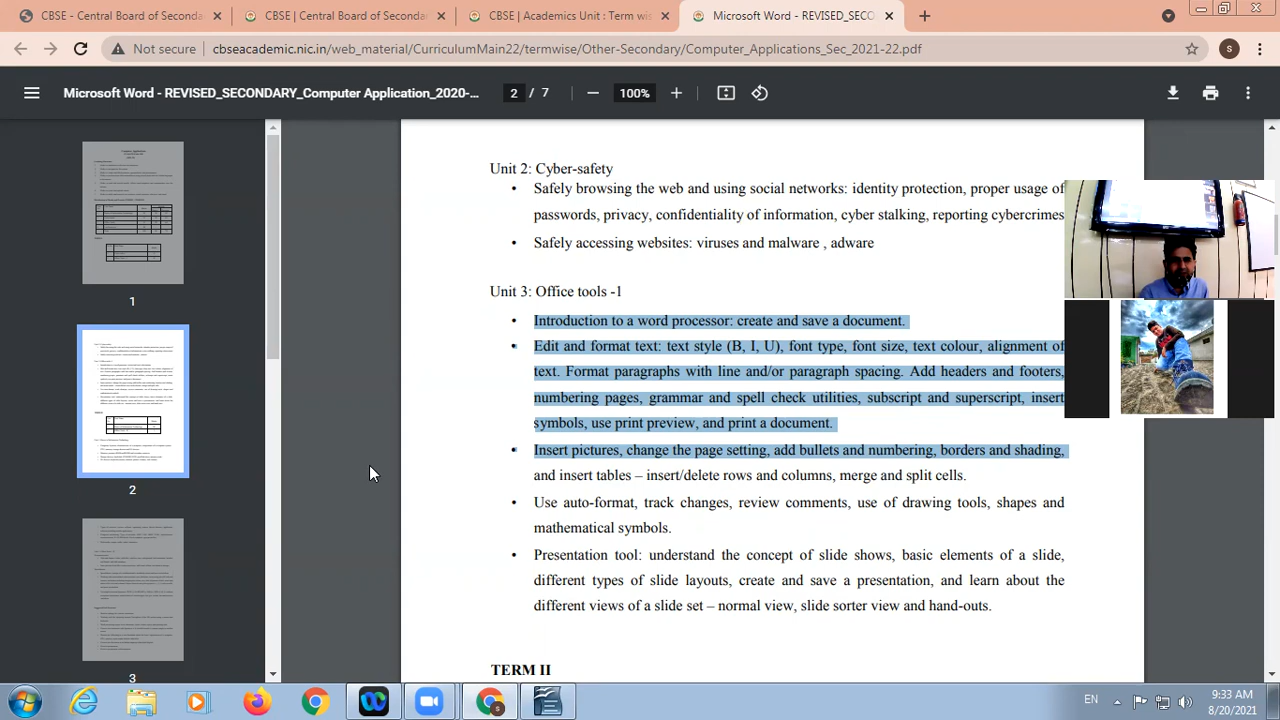 CBSE - Central Board of Seconda
CBSE | Central Board of Secondar
CBSE | Academics Unit : Term wis
Microsoft Word - REVISED_SECO
Not secure
cbseacademic.nic.in/web_material/CurriculumMain22/termwise/Other-Secondary/Computer_Applications_Sec_2021-22.pdf
S
Microsoft Word - REVISED_SECONDARY_Computer Application_2020-...
2 / 7
100%
1
2
3
Unit 2: Cyber-safety
• Safely browsing the web and using social networks: identity protection, proper usage of
passwords, privacy, confidentiality of information, cyber stalking, reporting cybercrimes
• Safely accessing websites: viruses and malware , adware
Unit 3: Office tools -1
• Introduction to a word processor: create and save a document.
• Edit and format text: text style (B, I, U), font type, font size, text colour, alignment of
text. Format paragraphs with line and/or paragraph spacing. Add headers and footers,
numbering pages, grammar and spell check utilities, subscript and superscript, insert
symbols, use print preview, and print a document.
• Insert pictures, change the page setting, add bullets and numbering, borders and shading,
and insert tables – insert/delete rows and columns, merge and split cells.
• Use auto-format, track changes, review comments, use of drawing tools, shapes and
mathematical symbols.
• Presentation tool: understand the concept of slide shows, basic elements of a slide,
different types of slide layouts, create and save a presentation, and learn about the
different views of a slide set – normal view, slide sorter view and hand-outs.
TERM II
EN
9:33 AM
8/20/2021